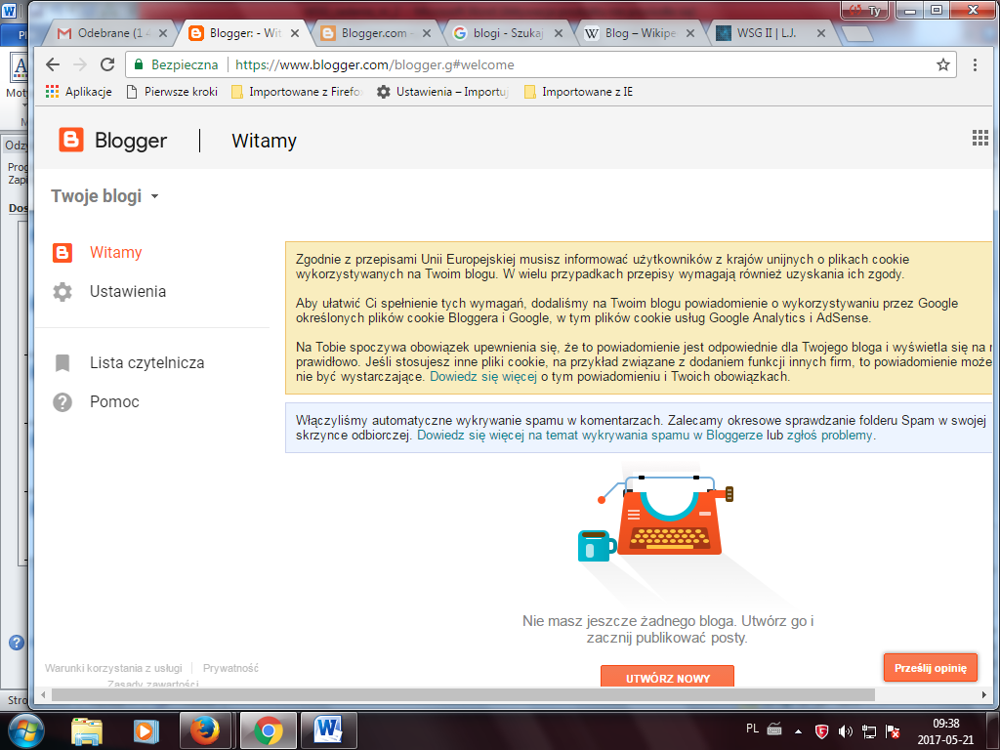 Ty
Odebrane (1 4
Blogger: - Wit
Blogger.com -
blogi - Szukaj
Blog – Wikipe
WSG II | L.J.
Bezpieczna
https://www.blogger.com/blogger.g#welcome
Aplikacje
Pierwsze kroki
Importowane z Firefo
Ustawienia – Importuj
Importowane z IE
Blogger
Witamy
Twoje blogi
Witamy
Ustawienia
Lista czytelnicza
Pomoc
Zgodnie z przepisami Unii Europejskiej musisz informować użytkowników z krajów unijnych o plikach cookie
wykorzystywanych na Twoim blogu. W wielu przypadkach przepisy wymagają również uzyskania ich zgody.
Aby ułatwić Ci spełnienie tych wymagań, dodaliśmy na Twoim blogu powiadomienie o wykorzystywaniu przez Google
określonych plików cookie Bloggera i Google, w tym plików cookie usług Google Analytics i AdSense.
Na Tobie spoczywa obowiązek upewnienia się, że to powiadomienie jest odpowiednie dla Twojego bloga i wyświetla się na
prawidłowo. Jeśli stosujesz inne pliki cookie, na przykład związane z dodaniem funkcji innych firm, to powiadomienie może
nie być wystarczające. Dowiedz się więcej o tym powiadomieniu i Twoich obowiązkach.
Włączyliśmy automatyczne wykrywanie spamu w komentarzach. Zalecamy okresowe sprawdzanie folderu Spam w swojej
skrzynce odbiorczej. Dowiedz się więcej na temat wykrywania spamu w Bloggerze lub zgłoś problemy.
Nie masz jeszcze żadnego bloga. Utwórz go i
zacznij publikować posty.
UTWÓRZ NOWY
Prześlij opinię
Warunki korzystania z usługi
Prywatność
Zasady zawartości
PL
09:38
2017-05-21